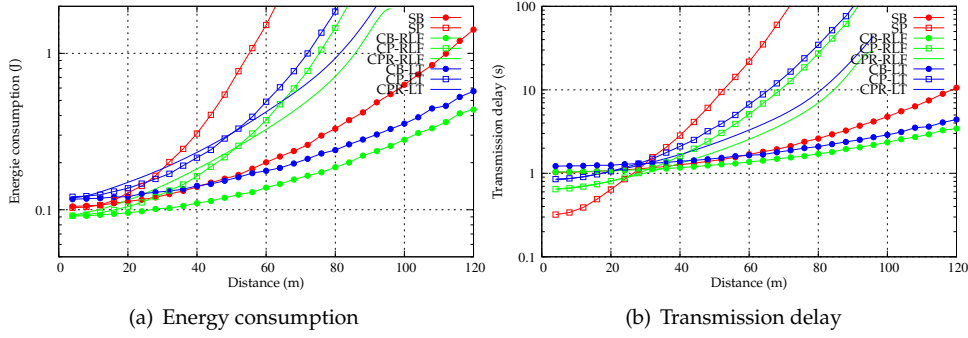 Energie consumption (J)
1
0.1
0 20 40 60 80 100 120
Distance (m)
SB
SP
CB-RLF
CP-RLF
CPR-RLF
CB-LT
CP-LT
CPR-LT
(a) Energy consumption
Transmission delay (s)
100
10
1
0.1
0 20 40 60 80 100 120
Distance (m)
SB
SP
CB-RLF
CP-RLF
CPR-RLF
CB-LT
CP-LT
CPR-LT
(b) Transmission delay